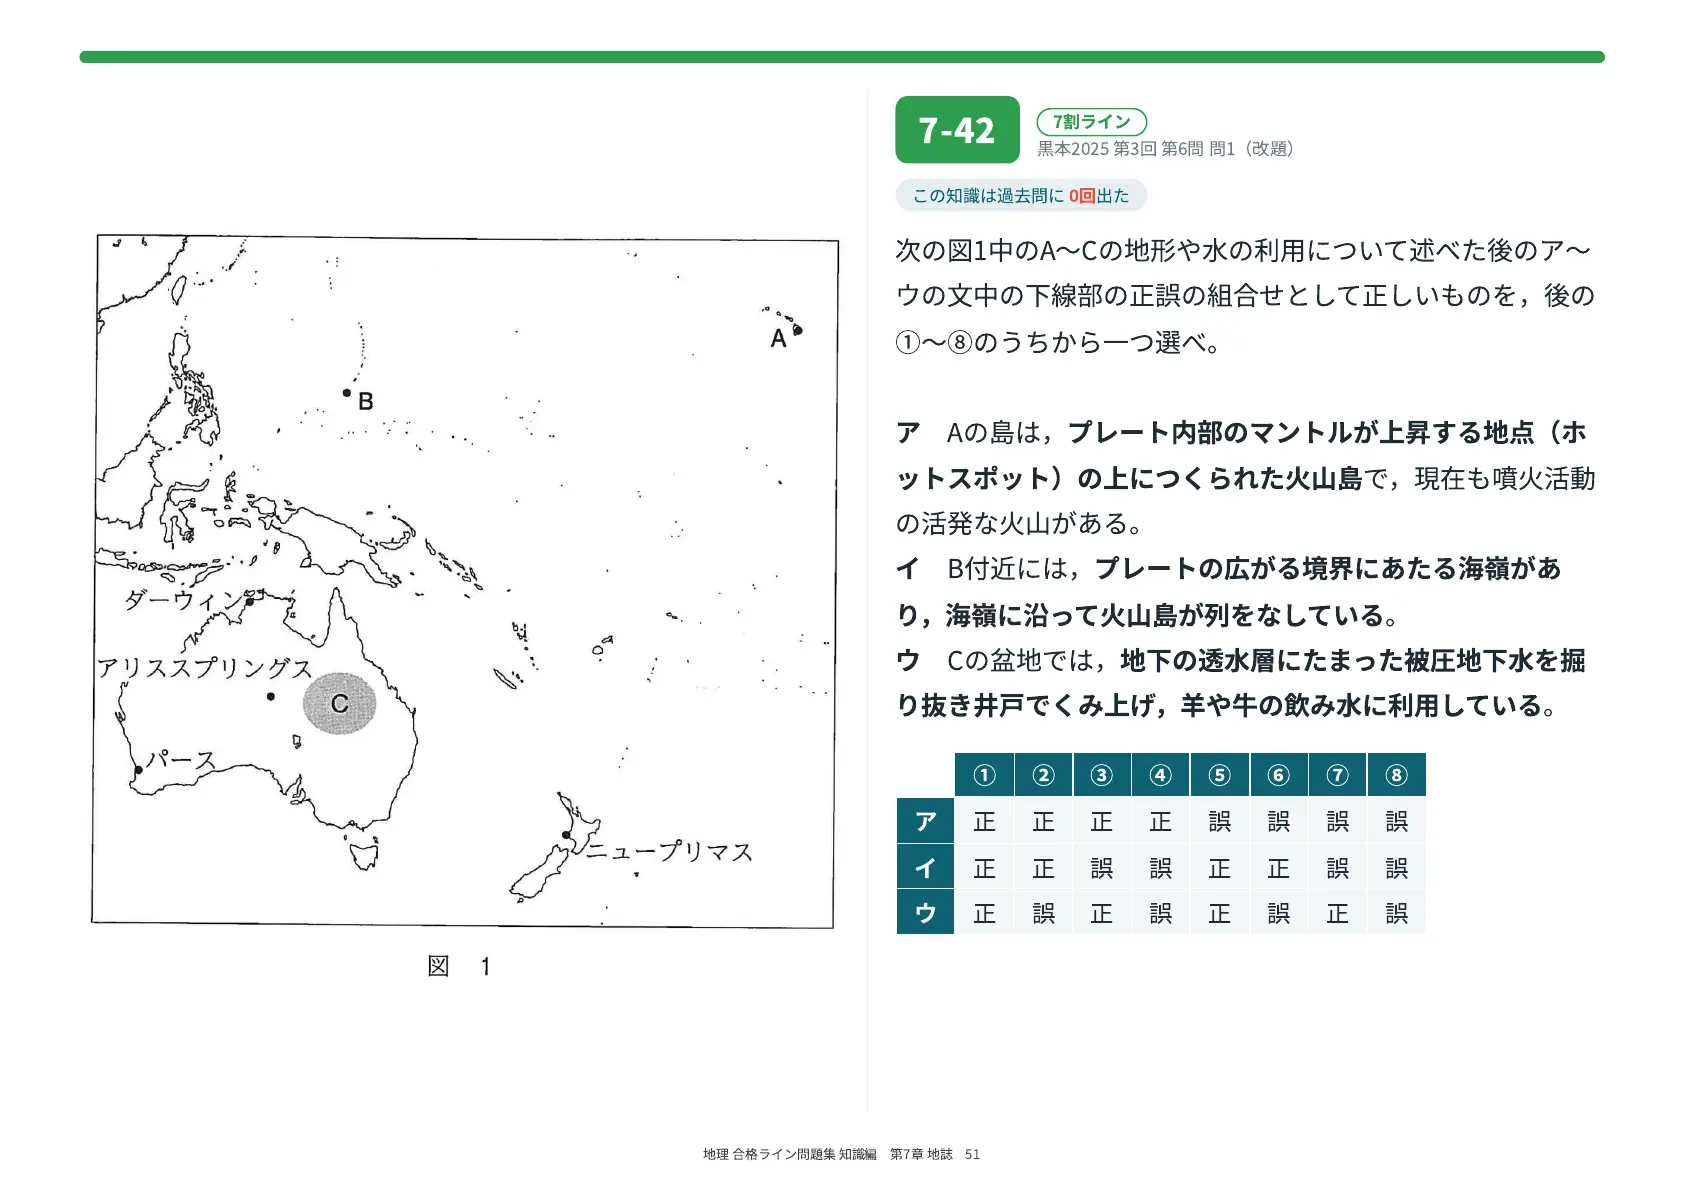 A
B
ダーウィン
アリススプリングス
C
パース
ニュープリマス
図 1
7-42
7割ライン
黒本2025 第3回 第6問 問1（改題）
この知識は過去問に 0回出た
次の図1中のA〜Cの地形や水の利用について述べた後のア〜
ウの文中の下線部の正誤の組合せとして正しいものを，後の
①〜⑧のうちから一つ選べ。
ア　Aの島は，プレート内部のマントルが上昇する地点（ホ
ットスポット）の上につくられた火山島で，現在も噴火活動
の活発な火山がある。
イ　B付近には，プレートの広がる境界にあたる海嶺があ
り，海嶺に沿って火山島が列をなしている。
ウ　Cの盆地では，地下の透水層にたまった被圧地下水を掘
り抜き井戸でくみ上げ，羊や牛の飲み水に利用している。
① ② ③ ④ ⑤ ⑥ ⑦ ⑧
ア 正 正 正 正 誤 誤 誤 誤
イ 正 正 誤 誤 正 正 誤 誤
ウ 正 誤 正 誤 正 誤 正 誤
地理 合格ライン問題集 知識編　第7章 地誌　51